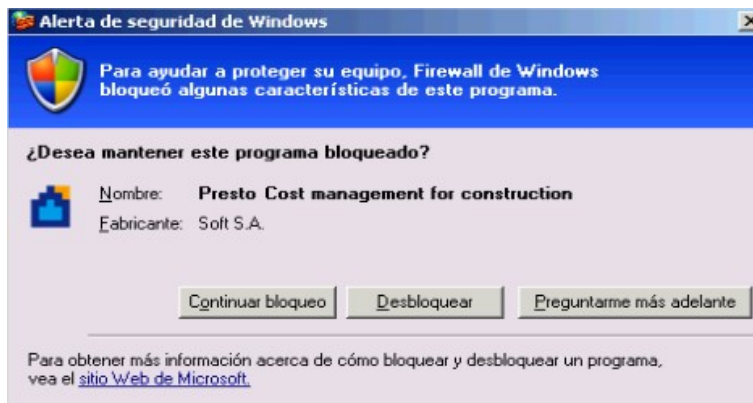 Alerta de seguridad de Windows
Para ayudar a proteger su equipo, Firewall de Windows
bloqueó algunas características de este programa.
¿Desea mantener este programa bloqueado?
Nombre: Presto Cost management for construction
Fabricante: Soft S.A.
Continuar bloqueo Desbloquear Preguntarme más adelante
Para obtener más información acerca de cómo bloquear y desbloquear un programa,
vea el sitio Web de Microsoft.